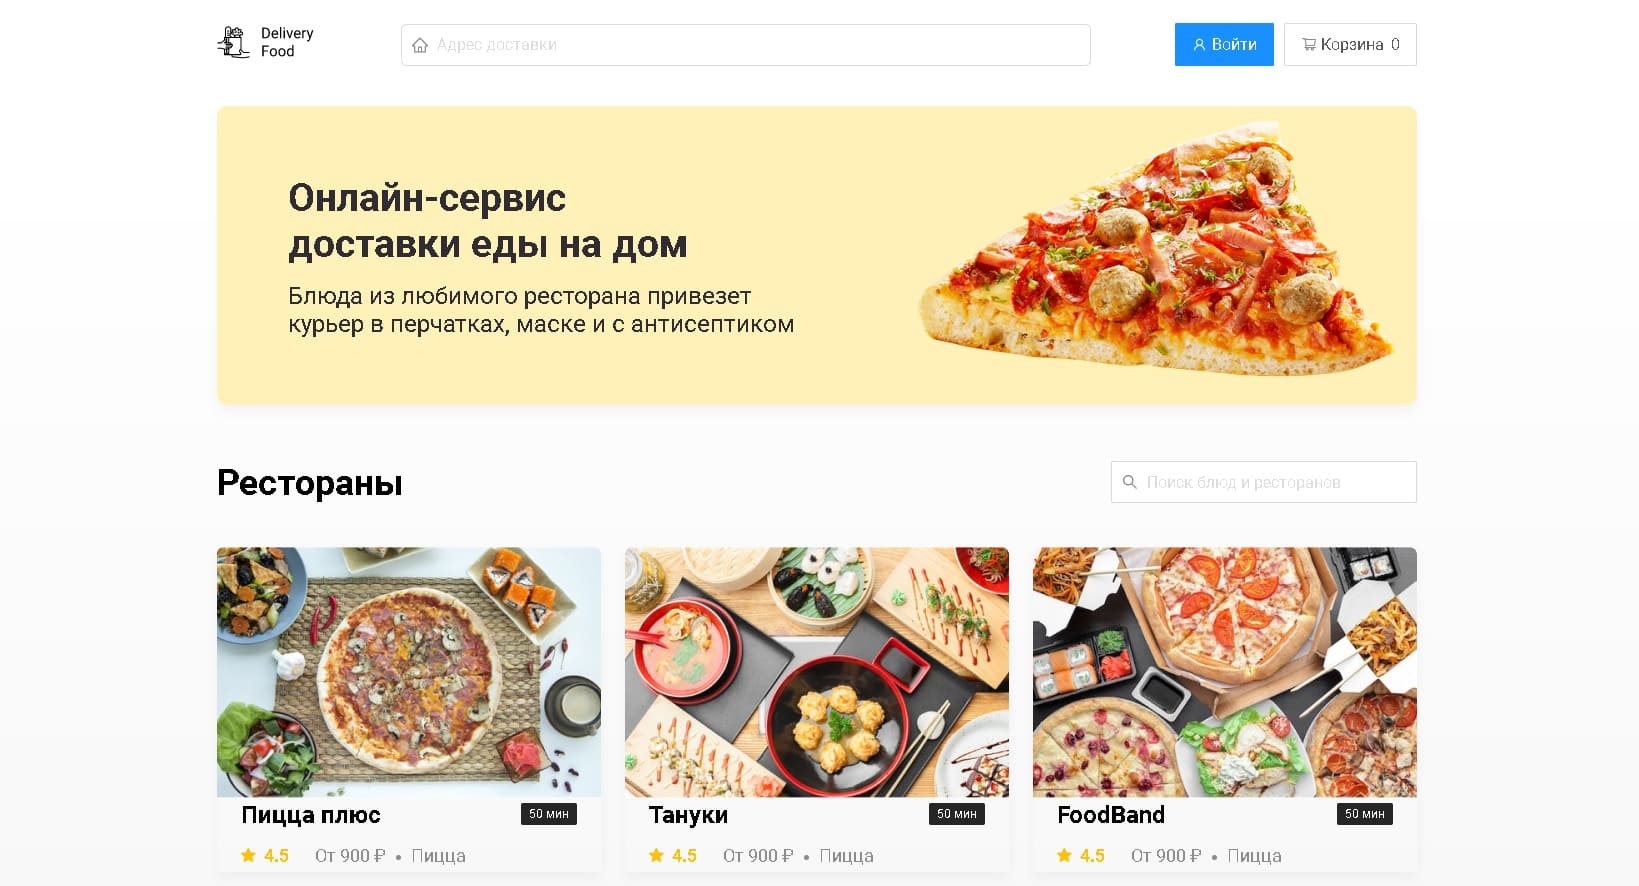 Delivery
Food
Адрес доставки
Войти
Корзина 0
Онлайн-сервис
доставки еды на дом
Блюда из любимого ресторана привезет
курьер в перчатках, маске и с антисептиком
Рестораны
Поиск блюд и ресторанов
Пицца плюс
50 мин
4.5 От 900 ₽ • Пицца
Тануки
50 мин
4.5 От 900 ₽ • Пицца
FoodBand
50 мин
4.5 От 900 ₽ • Пицца